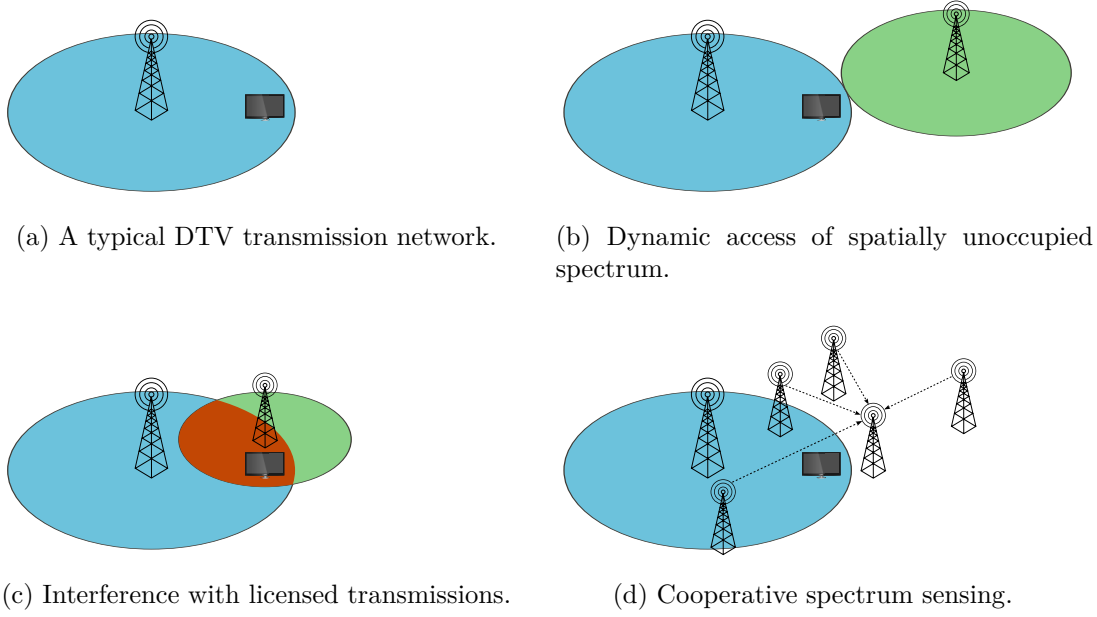 (a) A typical DTV transmission network.
(b) Dynamic access of spatially unoccupied
spectrum.
(c) Interference with licensed transmissions.
(d) Cooperative spectrum sensing.